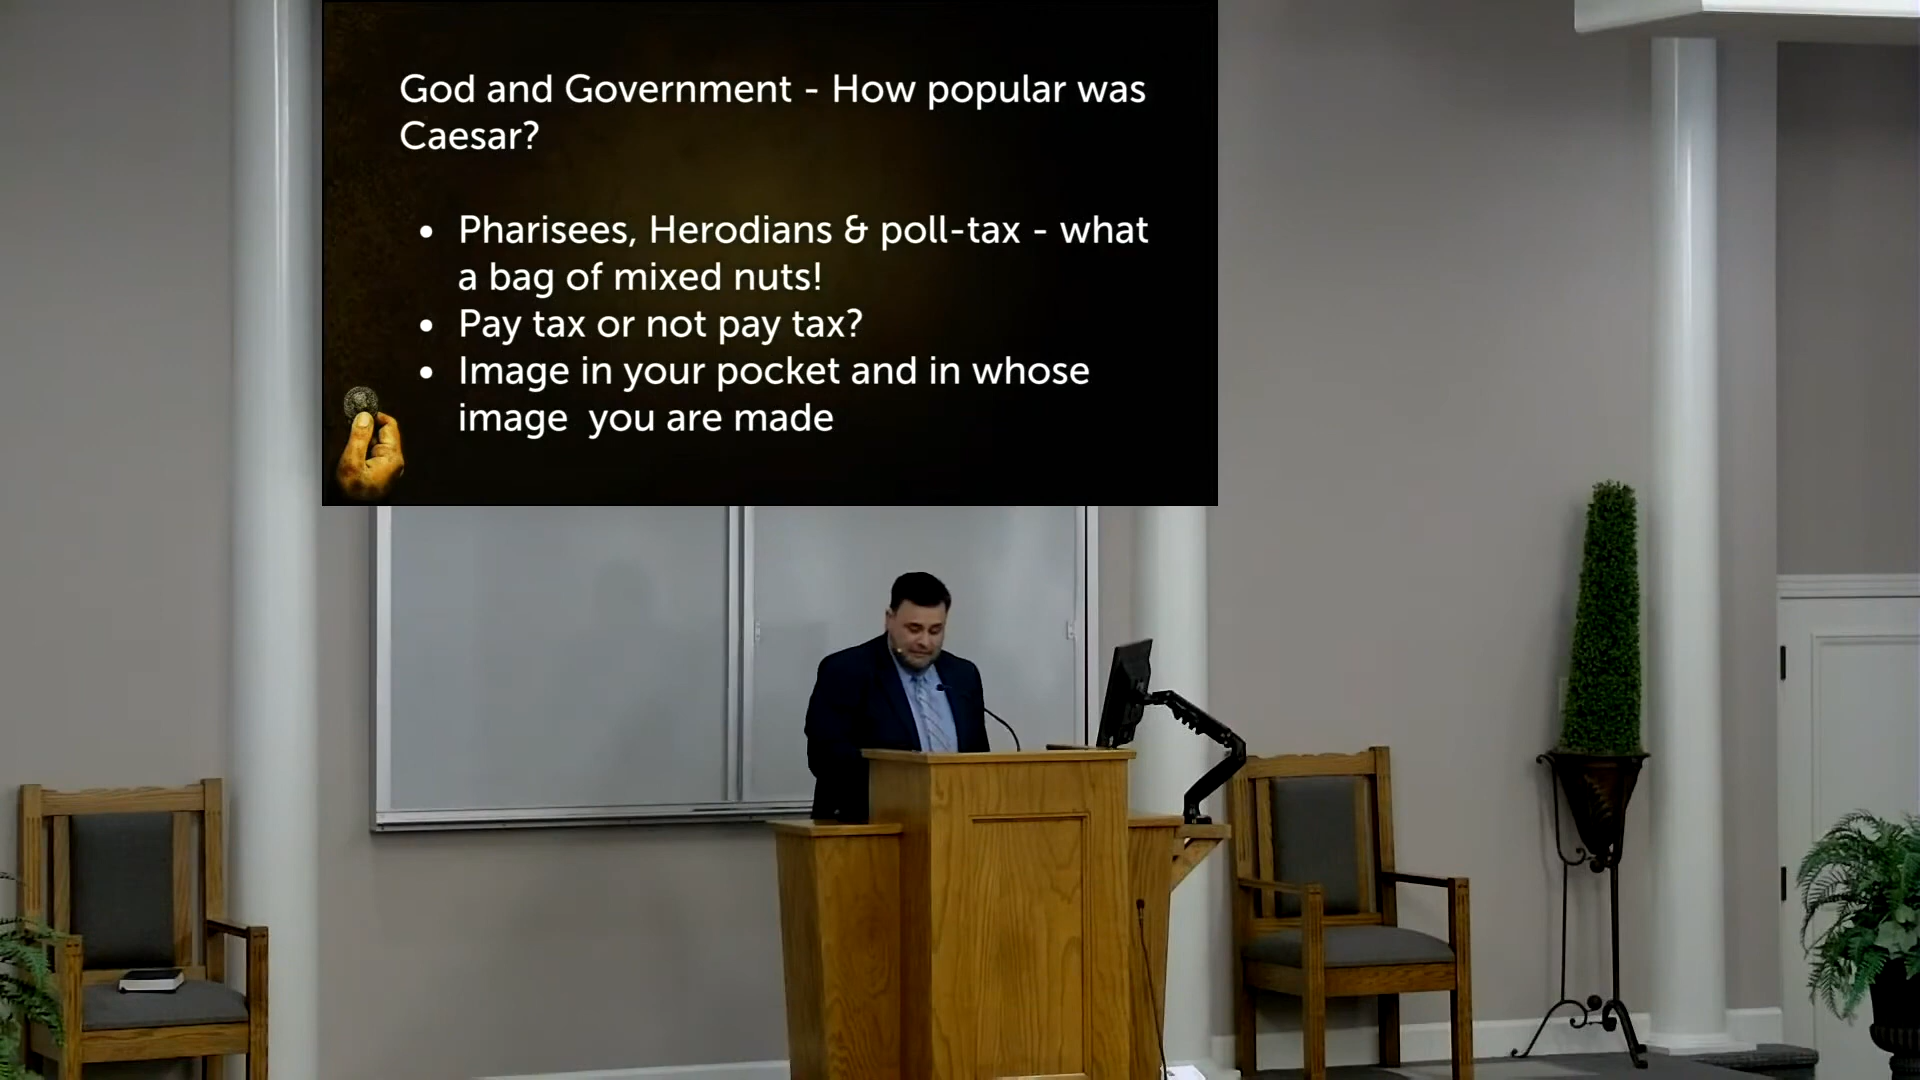 God and Government - How popular was
Caesar?
• Pharisees, Herodians & poll-tax - what
a bag of mixed nuts!
• Pay tax or not pay tax?
• Image in your pocket and in whose
image  you are made